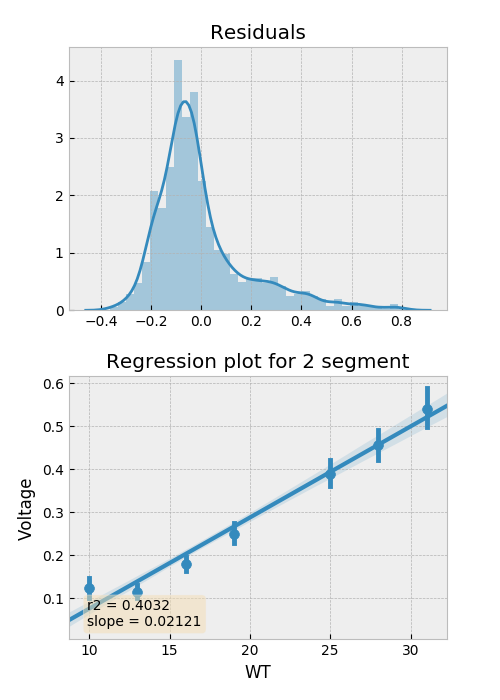 Residuals
4
3
2
1
0
−0.4 −0.2 0.0 0.2 0.4 0.6 0.8
Regression plot for 2 segment
0.6
0.5
0.4
0.3
0.2
0.1
Voltage
r2 = 0.4032
slope = 0.02121
10 15 20 25 30
WT